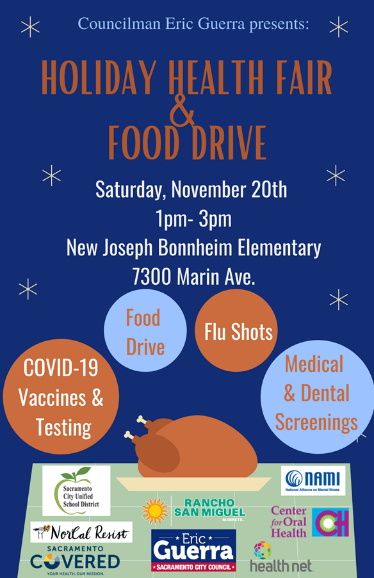 Councilman Eric Guerra presents:
HOLIDAY HEALTH FAIR
&
FOOD DRIVE
Saturday, November 20th
1pm- 3pm
New Joseph Bonnheim Elementary
7300 Marin Ave.
Food
Drive
Flu Shots
COVID-19
Vaccines &
Testing
Medical
& Dental
Screenings
Sacramento
City Unified
School District
NAMI
National Alliance on Mental Illness
RANCHO
SAN MIGUEL
MARKETS
Center
for Oral
Health
CH
NorCal Resist
SACRAMENTO
COVERED
YOUR HEALTH. OUR MISSION.
Eric
Guerra
SACRAMENTO CITY COUNCIL
health net